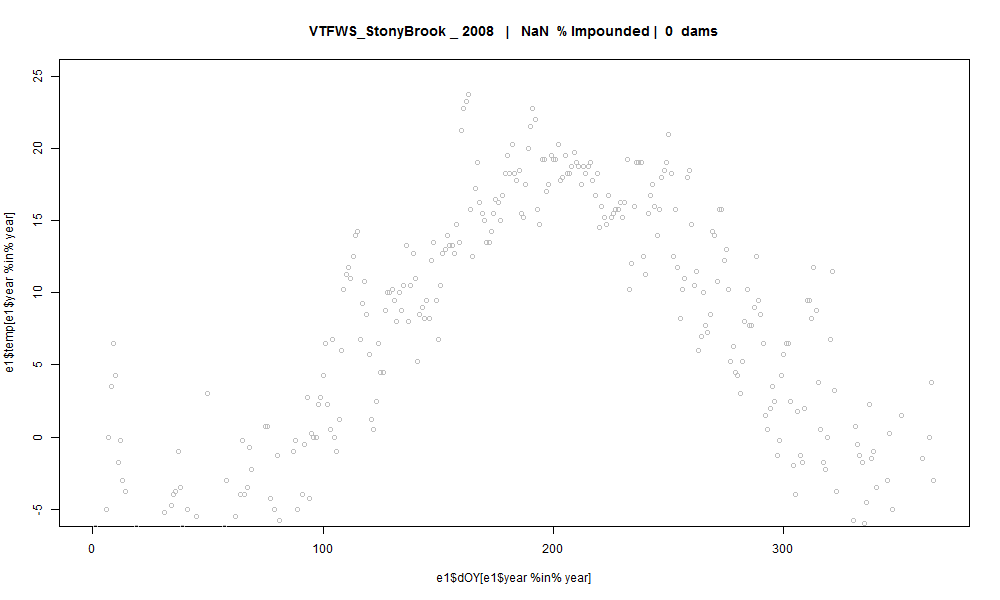 VTFWS_StonyBrook _ 2008 | NaN % Impounded | 0 dams
25
20
15
10
5
0
-5
e1$temp[e1$year %in% year]
0 100 200 300
e1$dOY[e1$year %in% year]